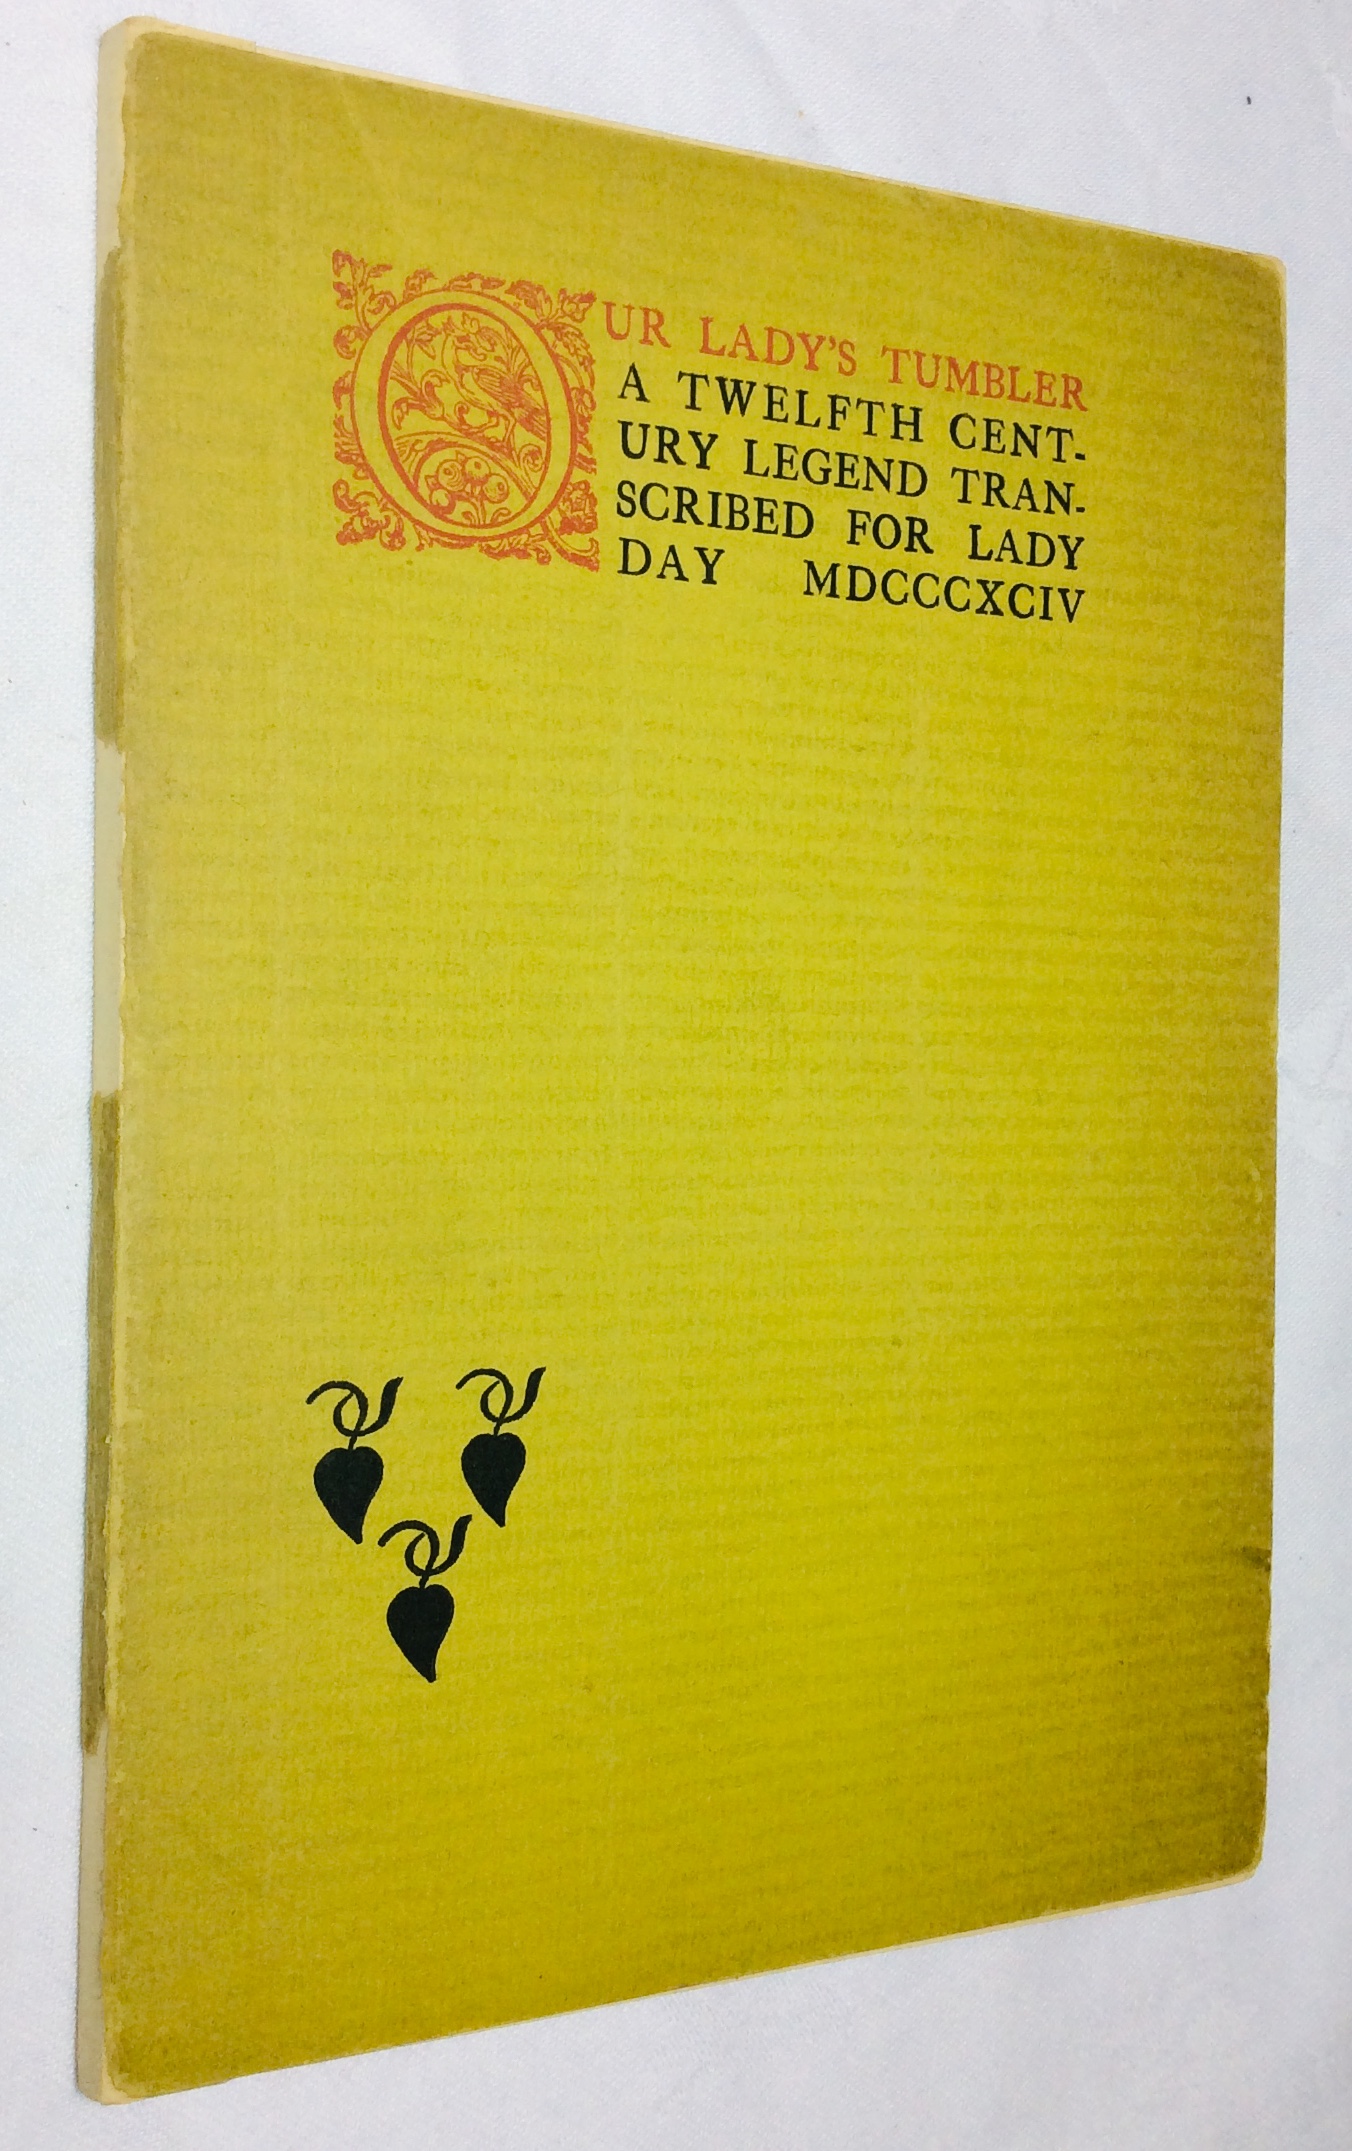 OUR LADY'S TUMBLER
A TWELFTH CENT-
URY LEGEND TRAN-
SCRIBED FOR LADY
DAY MDCCCXCIV